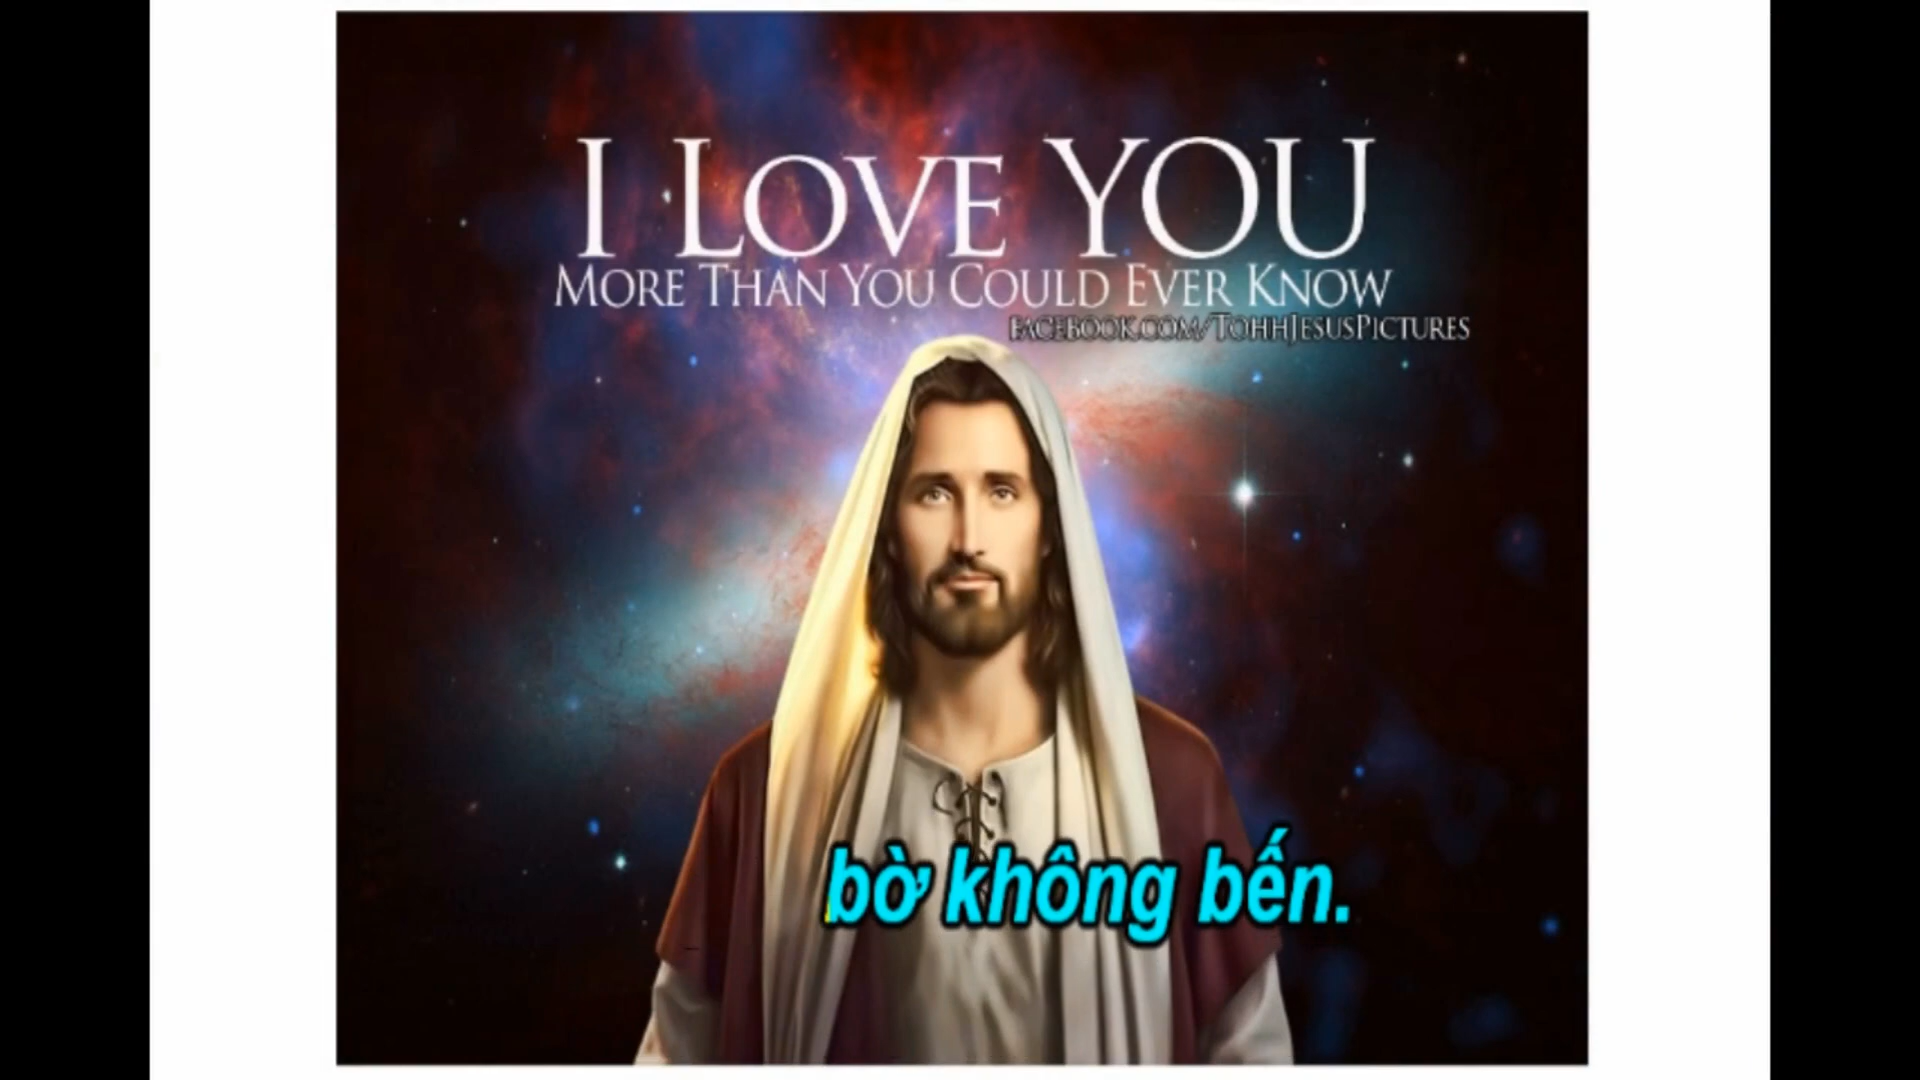 I LOVE YOU
MORE THAN YOU COULD EVER KNOW
FACEBOOK.COM/TOHHJESUSPICTURES
bờ không bến.